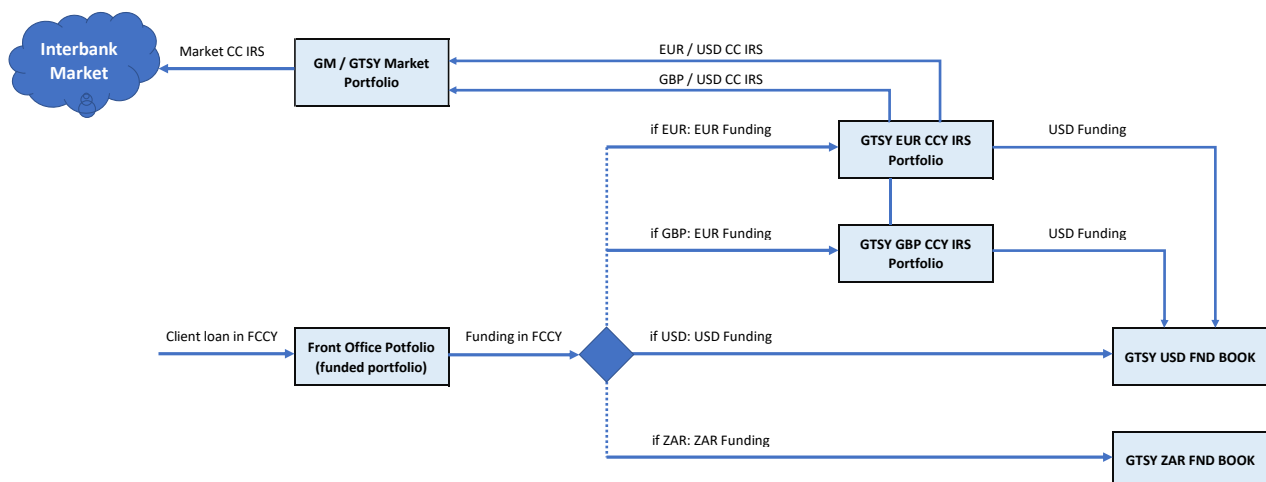 Interbank
Market
Market CC IRS
GM / GTSY Market
Portfolio
EUR / USD CC IRS
GBP / USD CC IRS
if EUR: EUR Funding
GTSY EUR CCY IRS
Portfolio
USD Funding
if GBP: EUR Funding
GTSY GBP CCY IRS
Portfolio
USD Funding
Client loan in FCCY
Front Office Potfolio
(funded portfolio)
Funding in FCCY
if USD: USD Funding
GTSY USD FND BOOK
if ZAR: ZAR Funding
GTSY ZAR FND BOOK